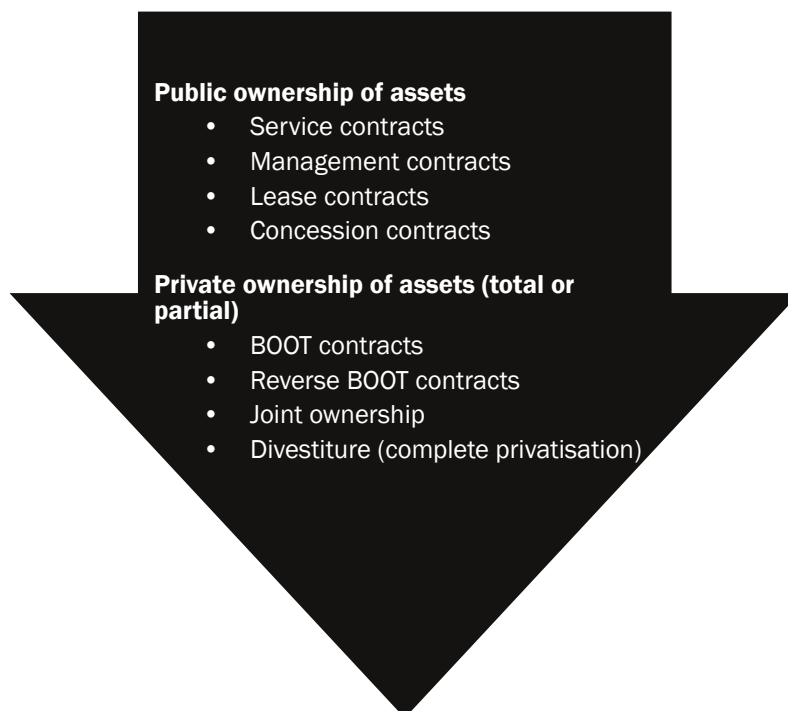 Public ownership of assets
• Service contracts
• Management contracts
• Lease contracts
• Concession contracts
Private ownership of assets (total or
partial)
• BOOT contracts
• Reverse BOOT contracts
• Joint ownership
• Divestiture (complete privatisation)